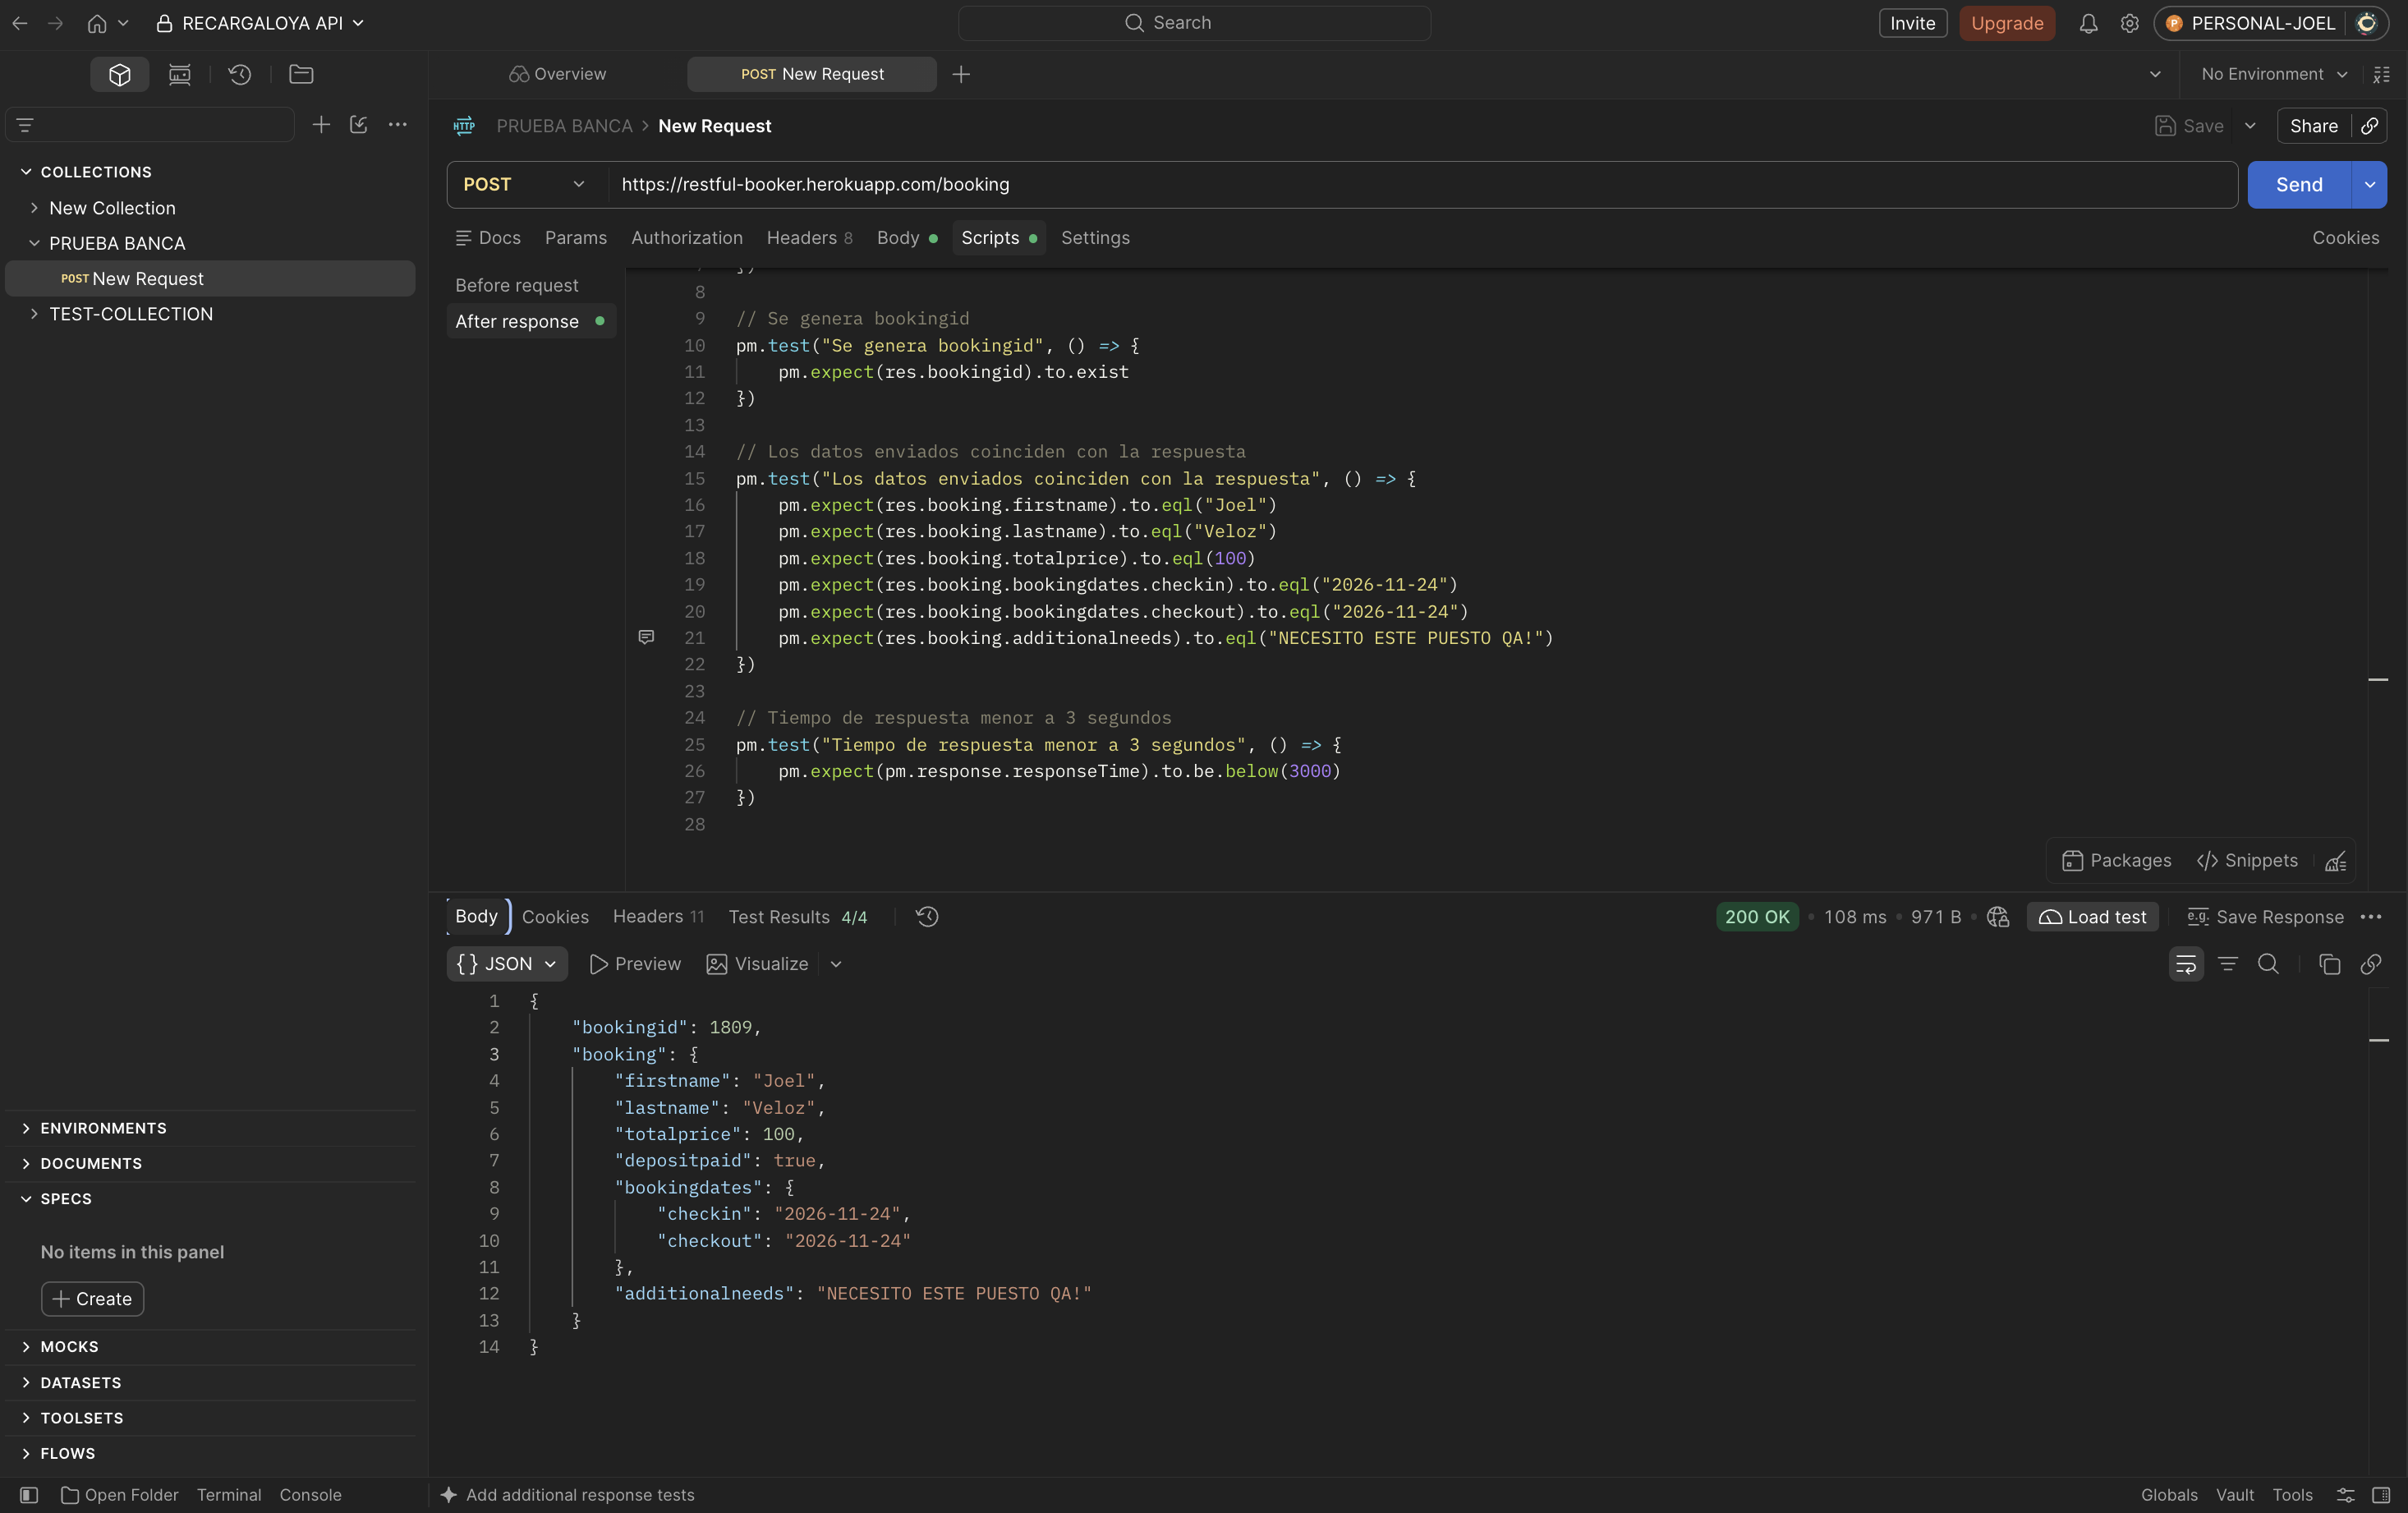 RECARGALOYA API
Search
Invite
Upgrade
PERSONAL-JOEL
Overview
POST New Request
No Environment
PRUEBA BANCA > New Request
Save
Share
COLLECTIONS
New Collection
PRUEBA BANCA
POST New Request
TEST-COLLECTION
POST
https://restful-booker.herokuapp.com/booking
Send
Docs
Params
Authorization
Headers 8
Body
Scripts
Settings
Cookies
Before request
After response
8
9 // Se genera bookingid
10 pm.test("Se genera bookingid", () => {
11 pm.expect(res.bookingid).to.exist
12 })
13
14 // Los datos enviados coinciden con la respuesta
15 pm.test("Los datos enviados coinciden con la respuesta", () => {
16 pm.expect(res.booking.firstname).to.eql("Joel")
17 pm.expect(res.booking.lastname).to.eql("Veloz")
18 pm.expect(res.booking.totalprice).to.eql(100)
19 pm.expect(res.booking.bookingdates.checkin).to.eql("2026-11-24")
20 pm.expect(res.booking.bookingdates.checkout).to.eql("2026-11-24")
21 pm.expect(res.booking.additionalneeds).to.eql("NECESITO ESTE PUESTO QA!")
22 })
23
24 // Tiempo de respuesta menor a 3 segundos
25 pm.test("Tiempo de respuesta menor a 3 segundos", () => {
26 pm.expect(pm.response.responseTime).to.be.below(3000)
27 })
28
Packages
</> Snippets
Body
Cookies
Headers 11
Test Results 4/4
200 OK
108 ms
971 B
Load test
e.g. Save Response
{ } JSON
Preview
Visualize
1 {
2 "bookingid": 1809,
3 "booking": {
4 "firstname": "Joel",
5 "lastname": "Veloz",
6 "totalprice": 100,
7 "depositpaid": true,
8 "bookingdates": {
9 "checkin": "2026-11-24",
10 "checkout": "2026-11-24"
11 },
12 "additionalneeds": "NECESITO ESTE PUESTO QA!"
13 }
14 }
ENVIRONMENTS
DOCUMENTS
SPECS
No items in this panel
+ Create
MOCKS
DATASETS
TOOLSETS
FLOWS
Open Folder
Terminal
Console
Add additional response tests
Globals
Vault
Tools